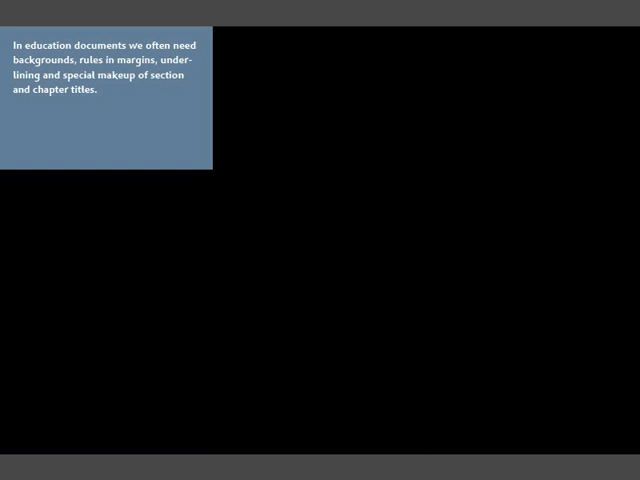 In education documents we often need
backgrounds, rules in margins, under-
lining and special makeup of section
and chapter titles.